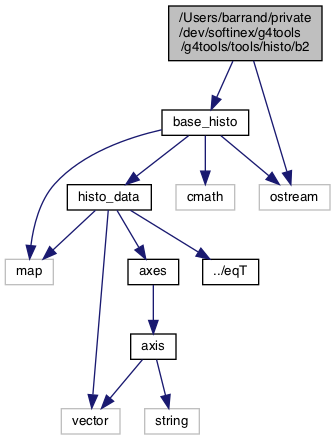 /Users/barrand/private
/dev/softinex/g4tools
/g4tools/tools/histo/b2
base_histo
histo_data
cmath
ostream
map
axes
../eqT
axis
vector
string